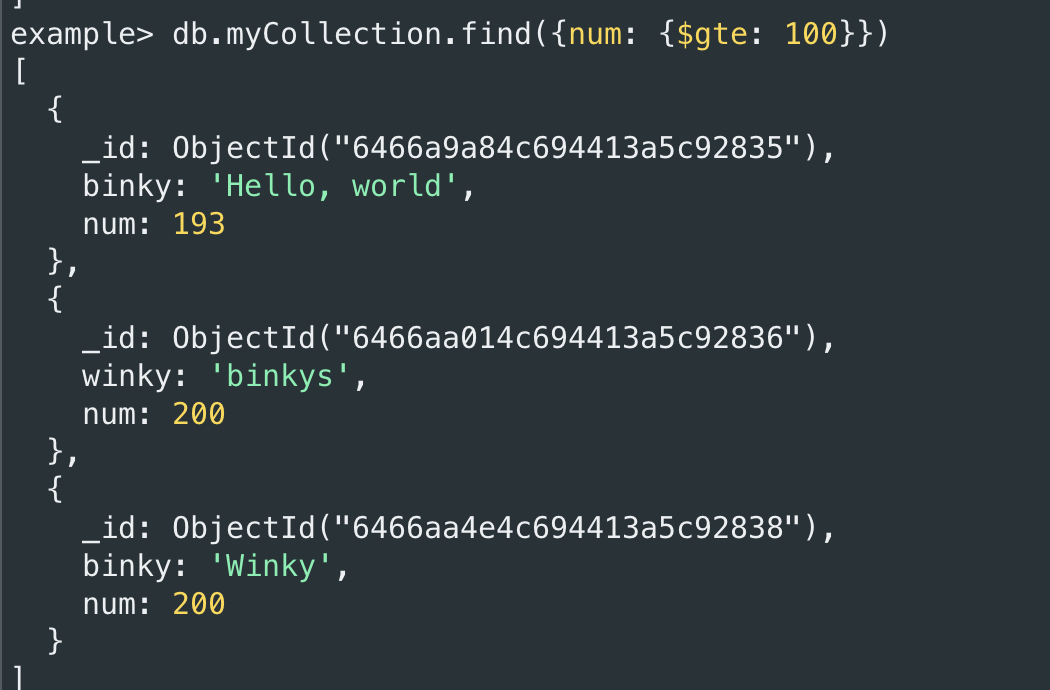 ]
example> db.myCollection.find({num: {$gte: 100}})
[
  {
    _id: ObjectId("6466a9a84c694413a5c92835"),
    binky: 'Hello, world',
    num: 193
  },
  {
    _id: ObjectId("6466aa014c694413a5c92836"),
    winky: 'binkys',
    num: 200
  },
  {
    _id: ObjectId("6466aa4e4c694413a5c92838"),
    binky: 'Winky',
    num: 200
  }
]